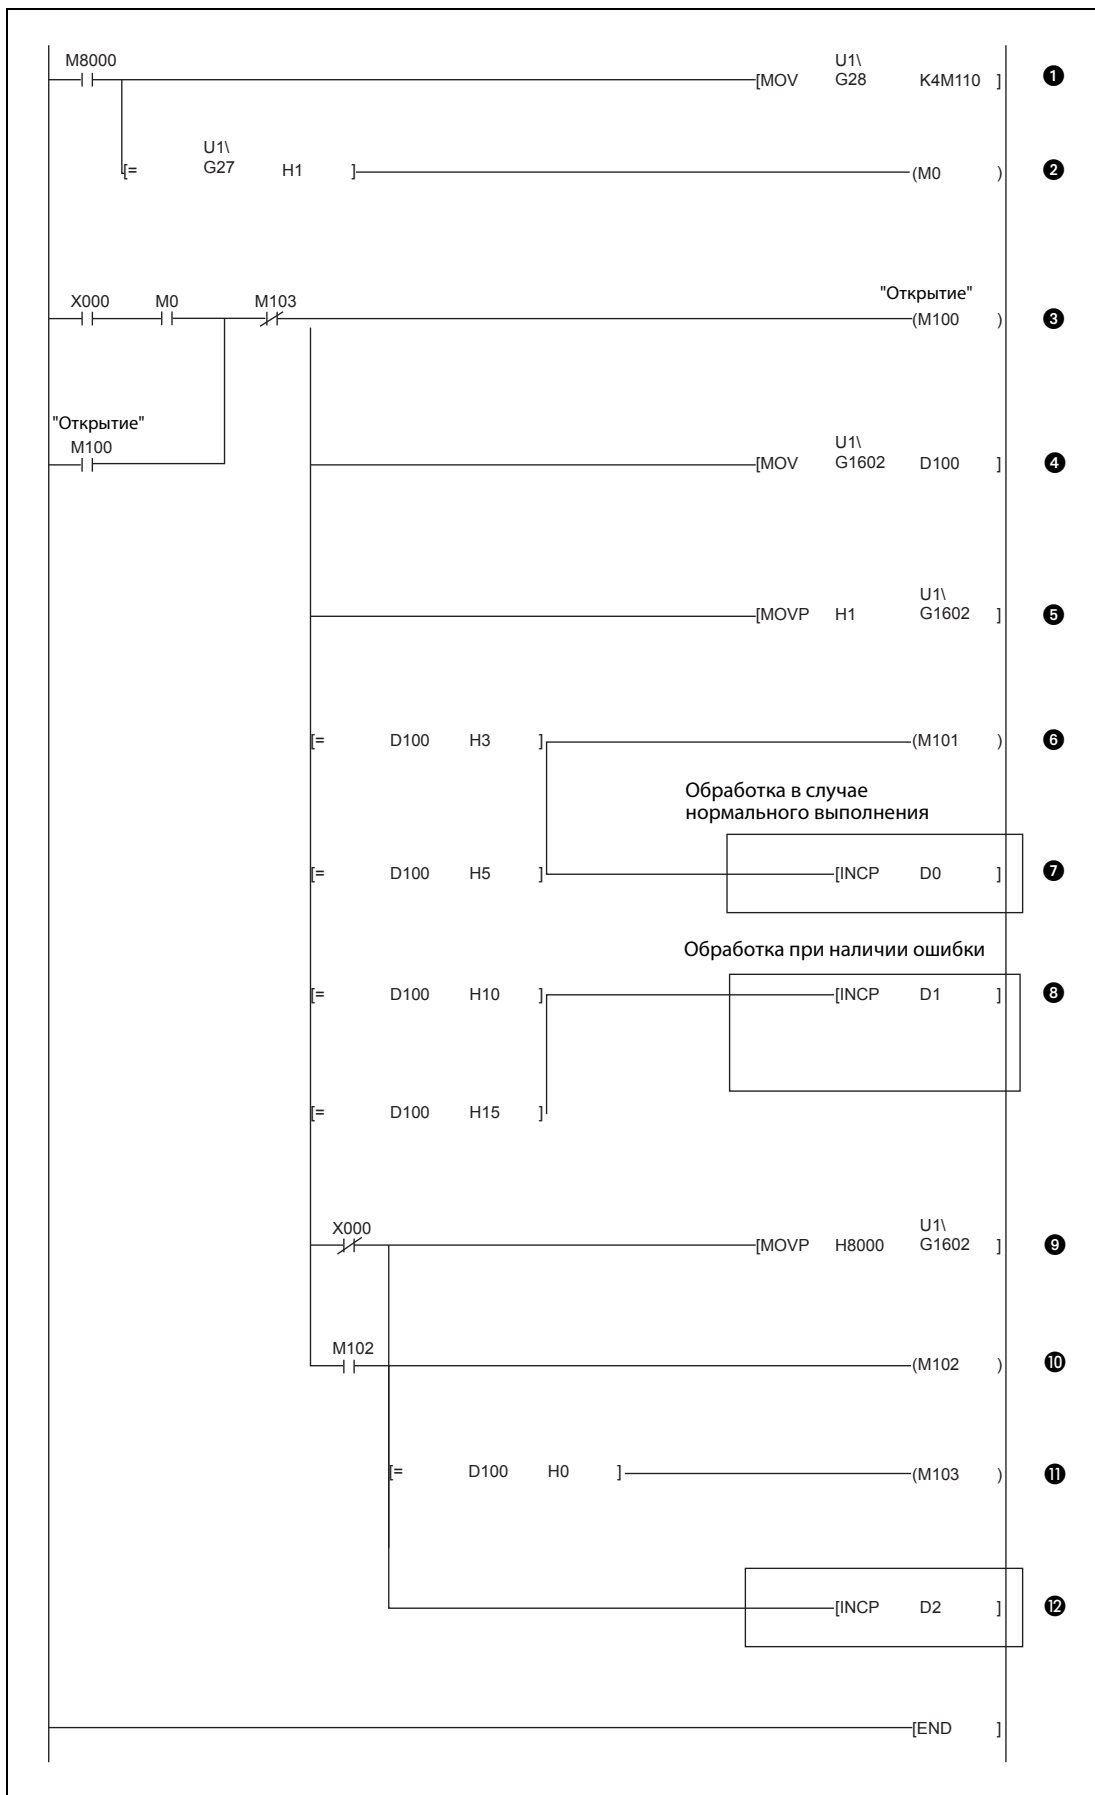 M8000
[MOV U1\ G28 K4M110 ] ❶
[= U1\ G27 H1 ] (M0 ) ❷
"Открытие"
X000 M0 M103 (M100 ) ❸
"Открытие"
M100
[MOV U1\ G1602 D100 ] ❹
[MOVP H1 U1\ G1602 ] ❺
[= D100 H3 ] (M101 ) ❻
Обработка в случае
нормального выполнения
[= D100 H5 ] [INCP D0 ] ❼
Обработка при наличии ошибки
[= D100 H10 ] [INCP D1 ] ❽
[= D100 H15 ]
X000 [MOVP H8000 U1\ G1602 ] ❾
M102 (M102 ) ❿
[= D100 H0 ] (M103 ) ⓫
[INCP D2 ] ⓬
[END ]